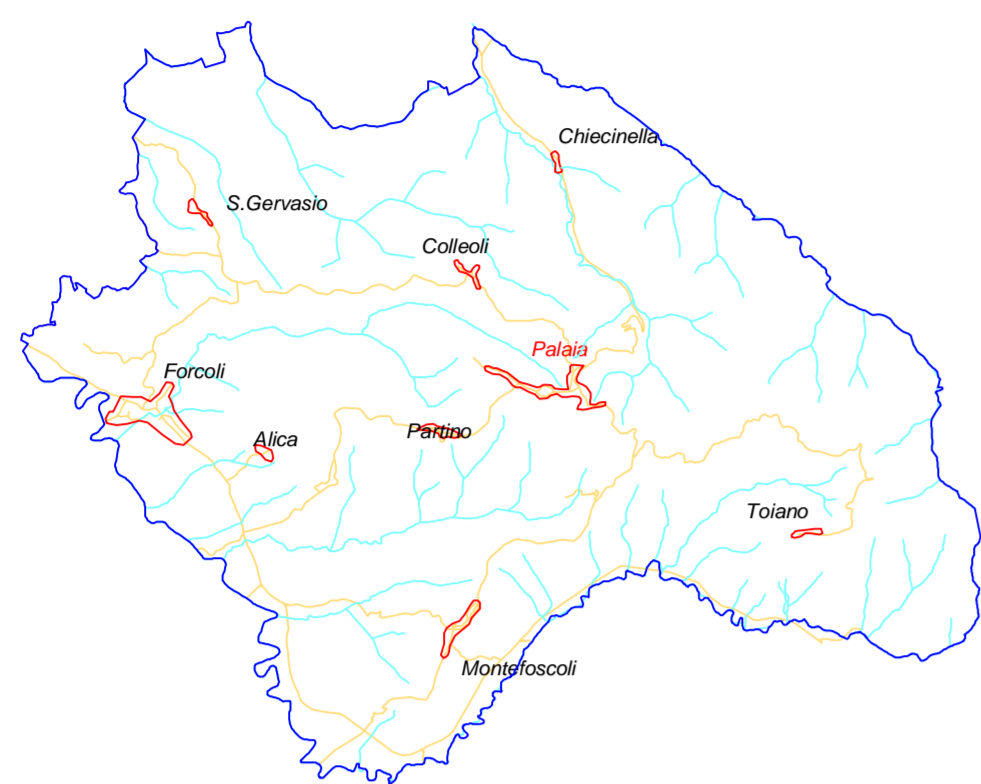 Chiecinella
S.Gervasio
Colleoli
Palaia
Forcoli
Partino
Alica
Toiano
Montefoscoli